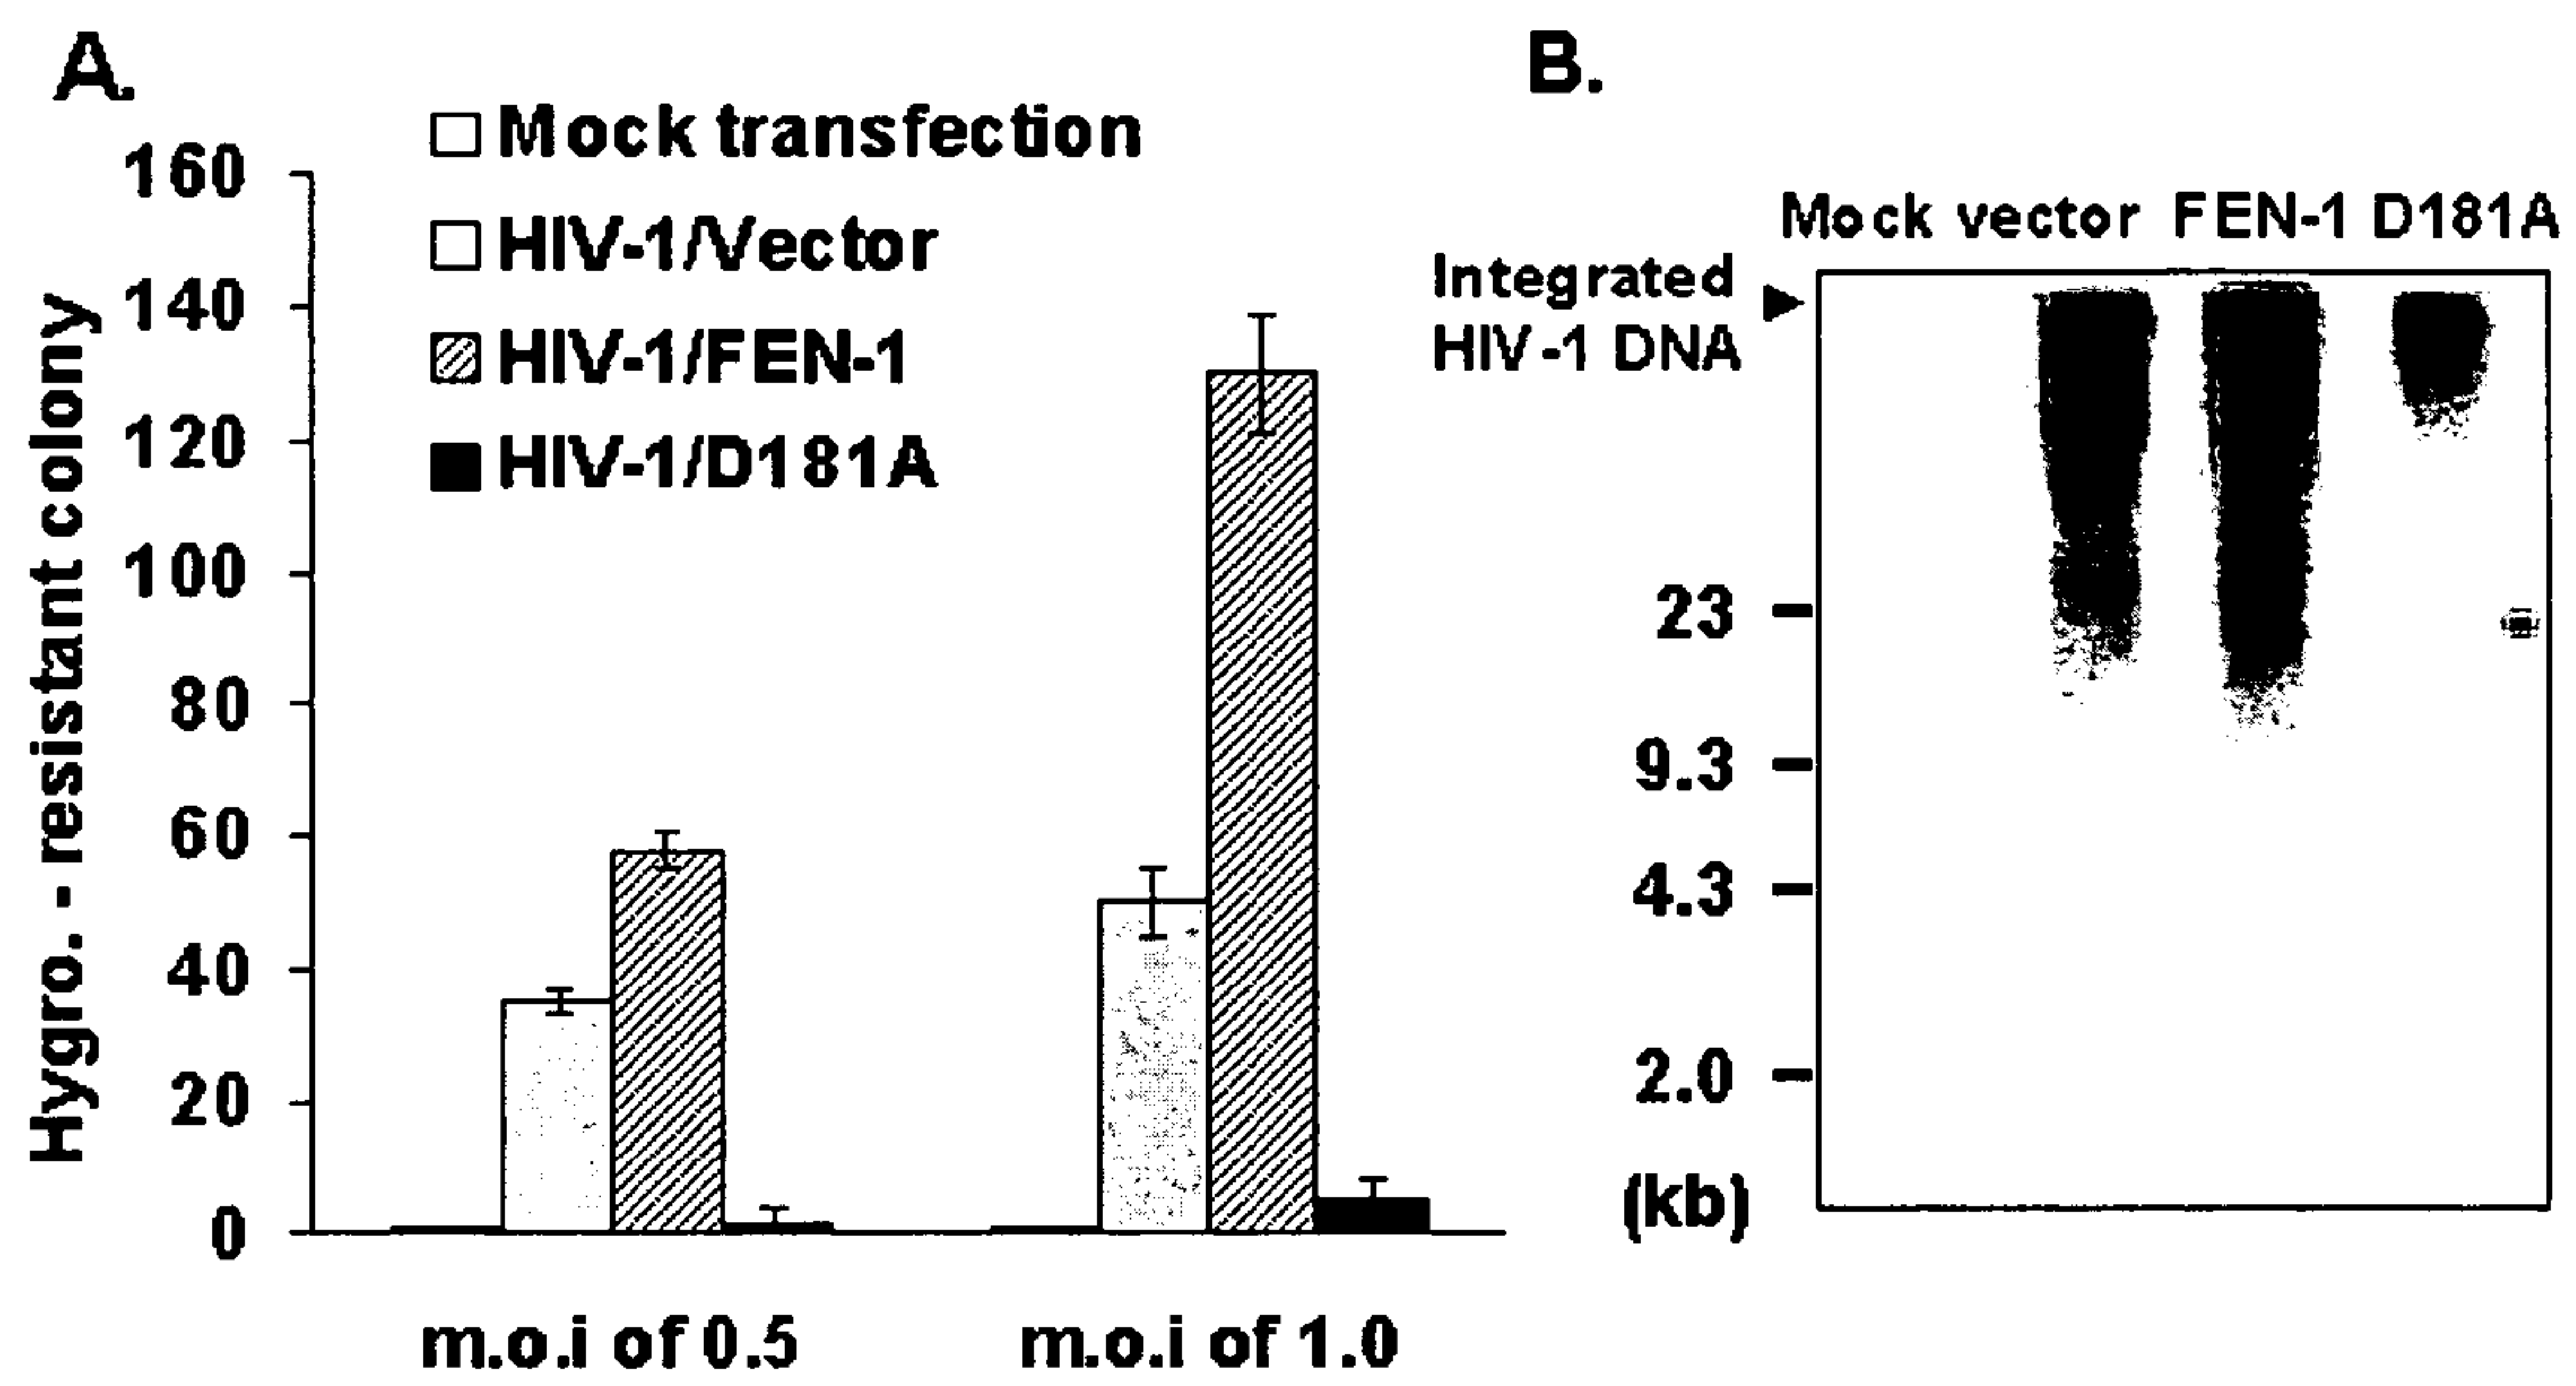 A.
Hygro. - resistant colony
160
140
120
100
80
60
40
20
0
Mock transfection
HIV-1/Vector
HIV-1/FEN-1
HIV-1/D181A
m.o.i of 0.5
m.o.i of 1.0
B.
Mock vector FEN-1 D181A
Integrated
HIV-1 DNA
23
9.3
4.3
2.0
(kb)